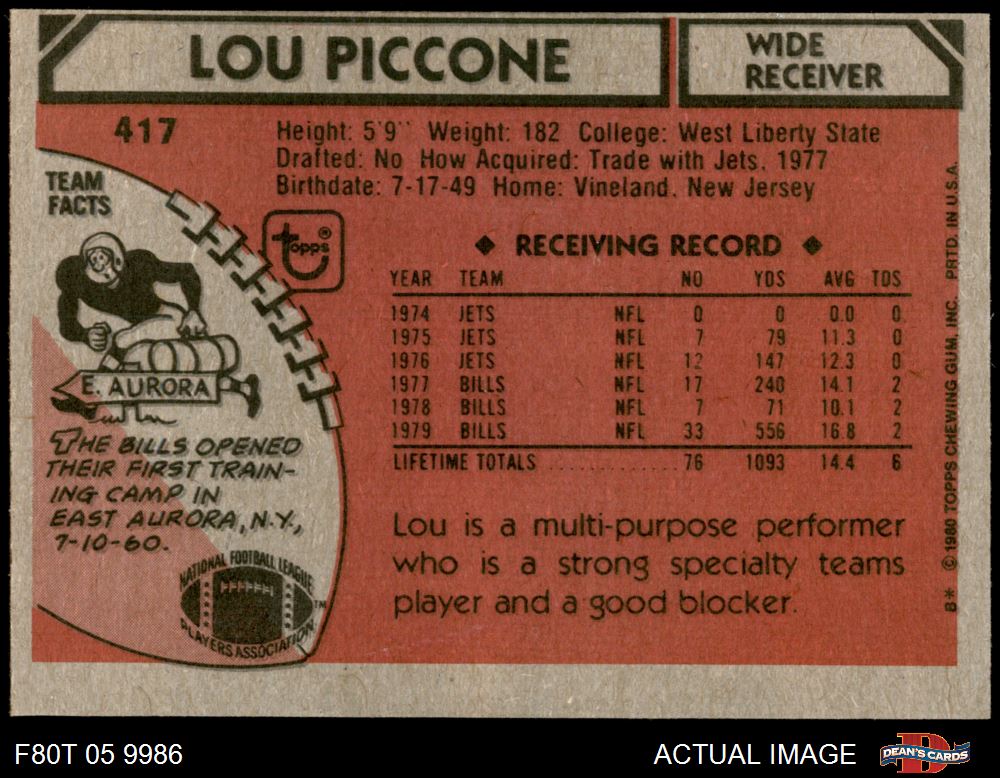 LOU PICCONE
WIDE
RECEIVER
417
Height: 5'9" Weight: 182 College: West Liberty State
Drafted: No How Acquired: Trade with Jets, 1977
Birthdate: 7-17-49 Home: Vineland, New Jersey
TEAM
FACTS
topps®
E. AURORA
THE BILLS OPENED
THEIR FIRST TRAIN-
ING CAMP IN
EAST AURORA, N.Y.,
7-10-60.
NATIONAL FOOTBALL LEAGUE
PLAYERS ASSOCIATION™
◆ RECEIVING RECORD ◆
YEAR TEAM NO YDS AVG TDS
1974 JETS NFL 0 0 0.0 0
1975 JETS NFL 7 79 11.3 0
1976 JETS NFL 12 147 12.3 0
1977 BILLS NFL 17 240 14.1 2
1978 BILLS NFL 7 71 10.1 2
1979 BILLS NFL 33 556 16.8 2
LIFETIME TOTALS ............ 76 1093 14.4 6
Lou is a multi-purpose performer
who is a strong specialty teams
player and a good blocker.
B* © 1980 TOPPS CHEWING GUM, INC. PRTD. IN U.S.A.
F80T 05 9986
ACTUAL IMAGE
D
DEAN'S CARDS